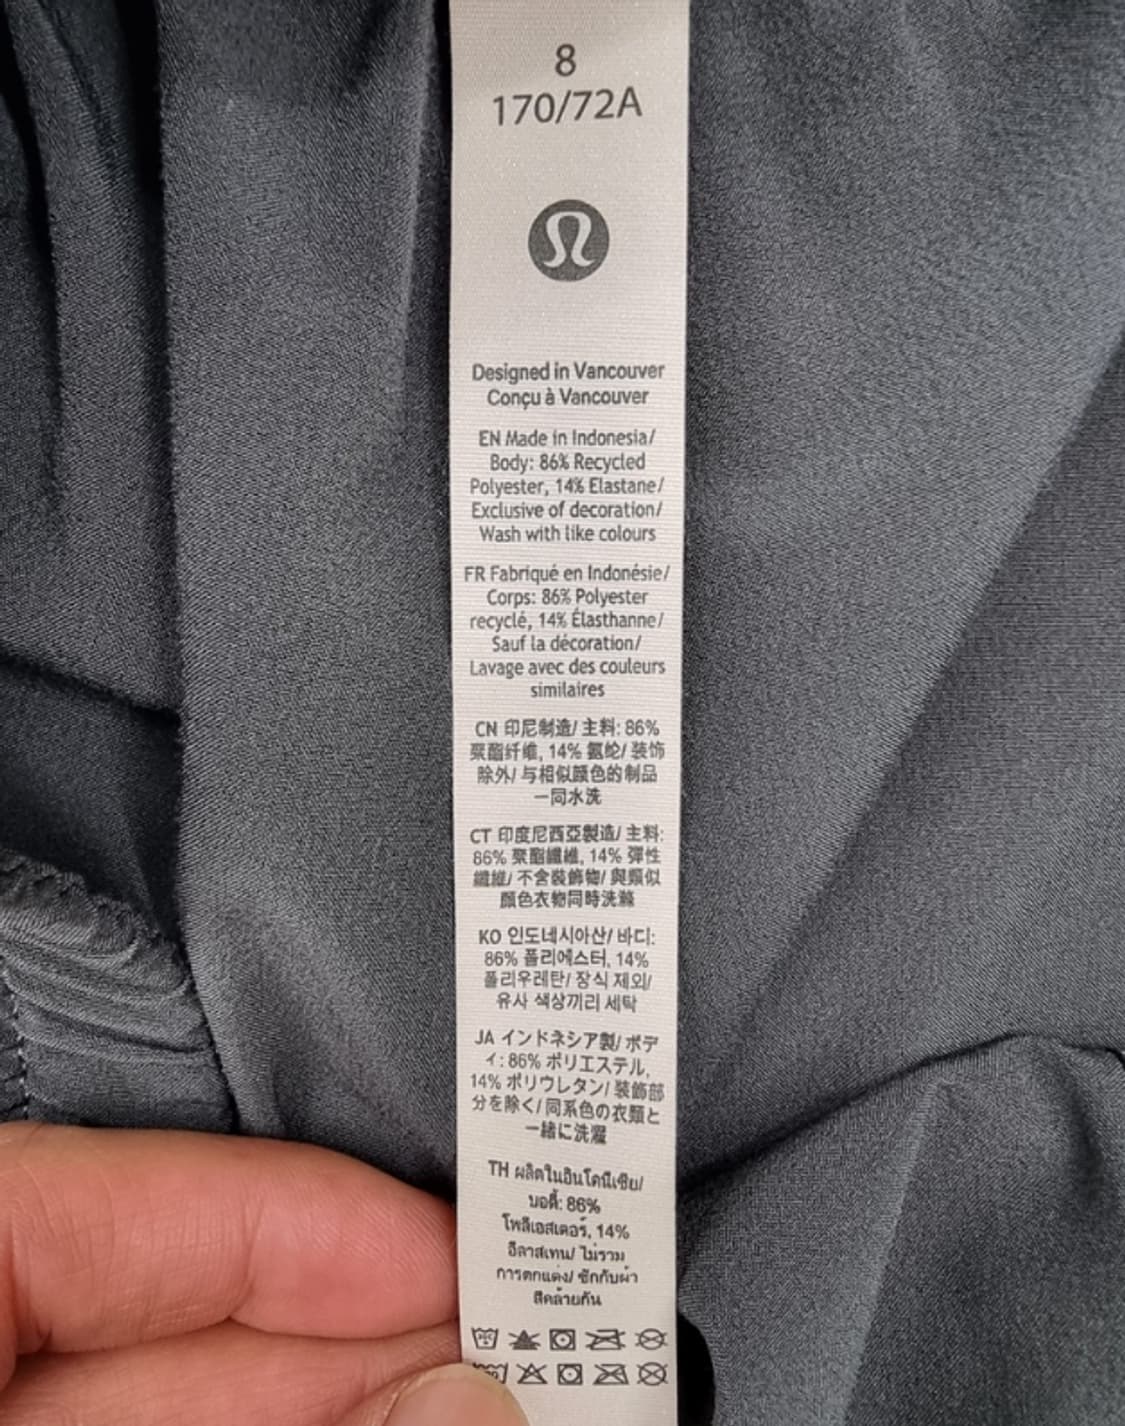 8
170/72A
Designed in Vancouver
Conçu à Vancouver
EN Made in Indonesia/
Body: 86% Recycled
Polyester, 14% Elastane/
Exclusive of decoration/
Wash with like colours
FR Fabriqué en Indonésie/
Corps: 86% Polyester
recyclé, 14% Élasthanne/
Sauf la décoration/
Lavage avec des couleurs
similaires
CN 印尼制造/ 主料: 86%
聚酯纤维, 14% 氨纶/ 装饰
除外/ 与相似颜色的制品
一同水洗
CT 印度尼西亞製造/ 主料:
86% 聚酯纖維, 14% 彈性
纖維/ 不含裝飾物/ 與類似
顏色衣物同時洗滌
KO 인도네시아산/ 바디:
86% 폴리에스터, 14%
폴리우레탄/ 장식 제외/
유사 색상끼리 세탁
JA インドネシア製/ ボデ
ィ: 86% ポリエステル,
14% ポリウレタン/ 装飾部
分を除く/ 同系色の衣類と
一緒に洗濯
TH ผลิตในอินโดนีเซีย/
บอดี้: 86%
โพลีเอสเตอร์, 14%
อีลาสเทน/ ไม่รวม
การตกแต่ง/ ซักกับผ้า
สีคล้ายกัน